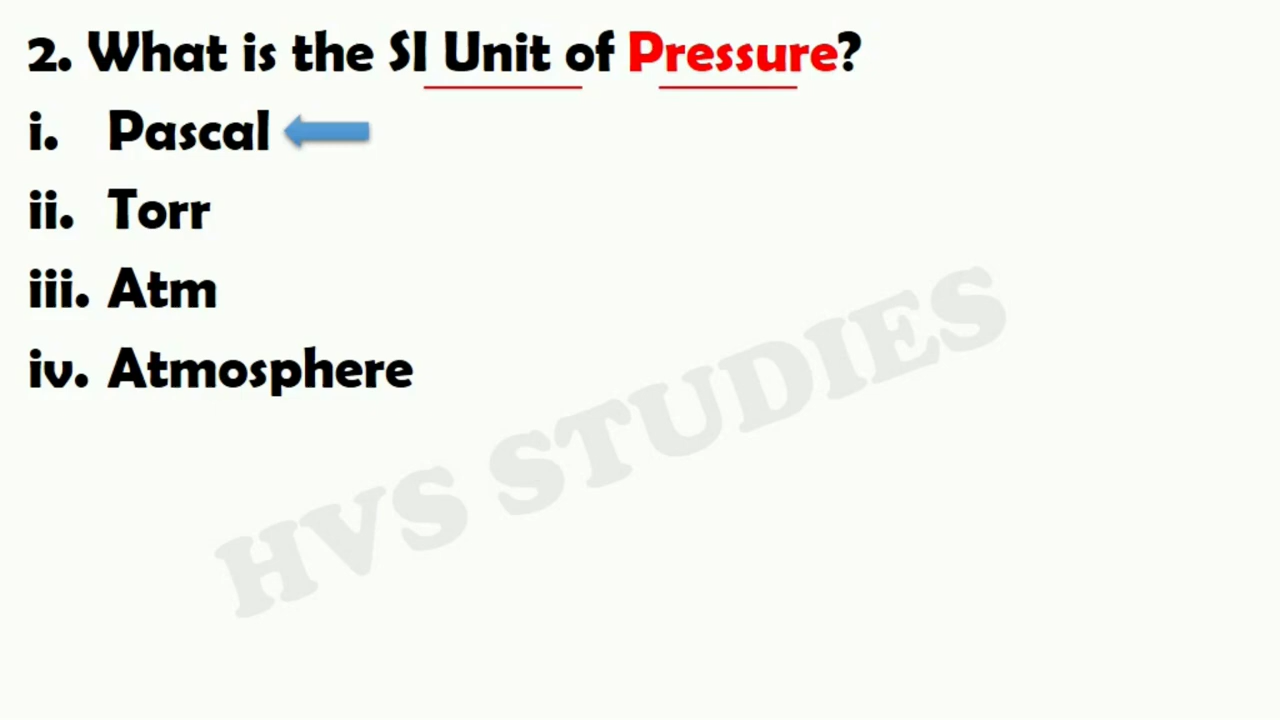 2. What is the SI Unit of Pressure?
i. Pascal
ii. Torr
iii. Atm
iv. Atmosphere
HVS STUDIES